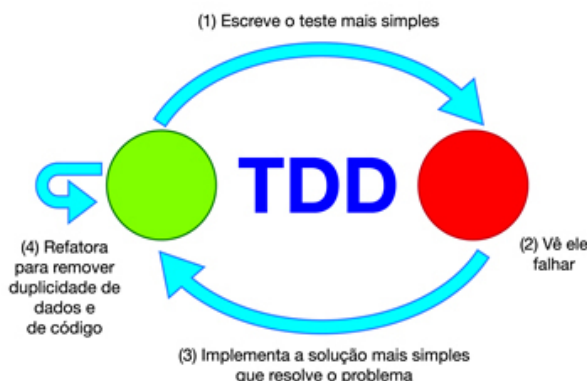 (1) Escreve o teste mais simples
TDD
(2) Vê ele
falhar
(4) Refatora
para remover
duplicidade de
dados e
de código
(3) Implementa a solução mais simples
que resolve o problema